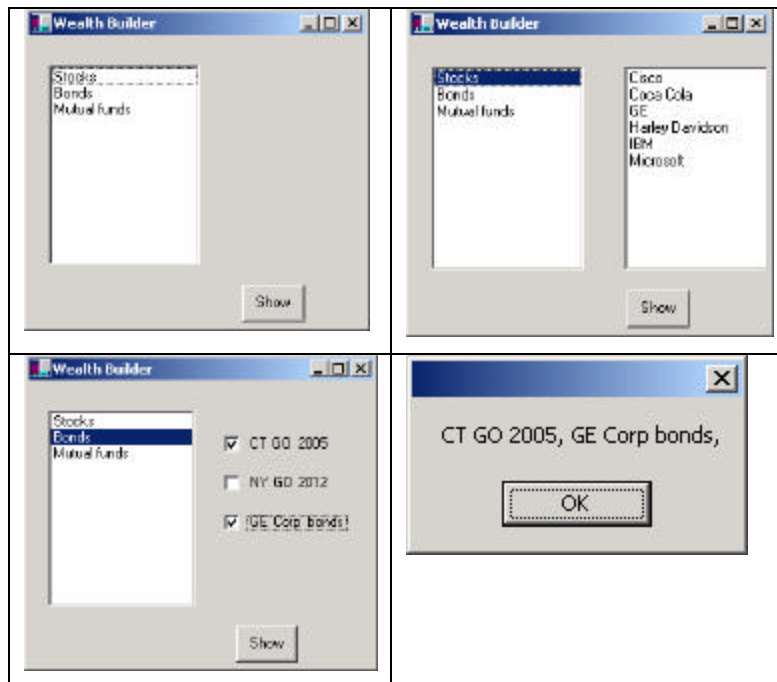 Wealth Builder
Stocks
Bonds
Mutual funds
Show
Wealth Builder
Stocks
Bonds
Mutual funds
Cisco
Coca Cola
GE
Harley Davidson
IBM
Microsoft
Show
Wealth Builder
Stocks
Bonds
Mutual funds
CT GO 2005
NY GO 2012
GE Corp bonds
Show
CT GO 2005, GE Corp bonds,
OK